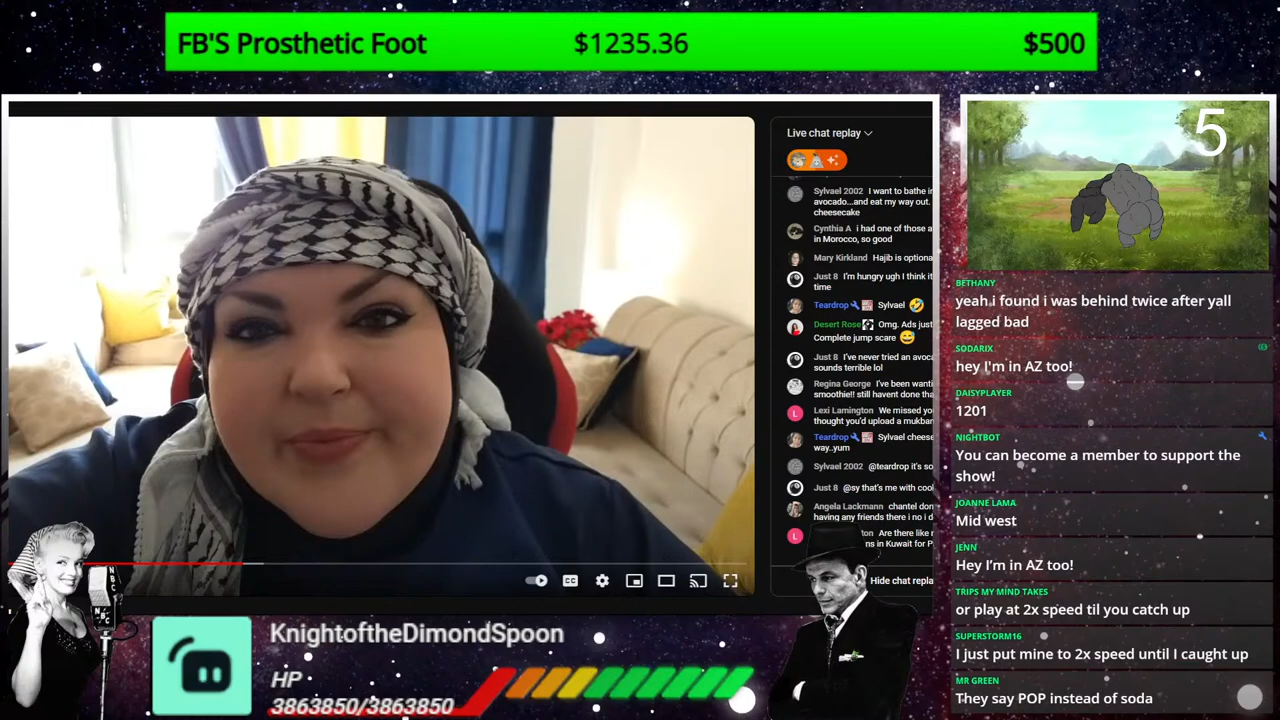 FB'S Prosthetic Foot $1235.36 $500
Live chat replay
Sylvael 2002 I want to bathe in
avocado...and eat my way out.
cheesecake
Cynthia A i had one of those a
in Morocco, so good
Mary Kirkland Hajib is optiona
Just 8 I'm hungry ugh I think it
time
Teardrop Sylvael
Desert Rose Omg. Ads just
Complete jump scare
Just 8 I've never tried an avoca
sounds terrible lol
Regina George I've been wanti
smoothie!! still havent done tha
Lexi Lamington We missed you
thought you'd upload a mukban
Teardrop Sylvael cheese
way..yum
Sylvael 2002 @teardrop it's so
Just 8 @sy that's me with cool
Angela Lackmann chantel don
having any friends there i no i d
ton Are there like
ns in Kuwait for P
Hide chat repla
CC
NBC
KnightoftheDimondSpoon
HP
3863850/3863850
5
BETHANY
yeah i found i was behind twice after yall
lagged bad
SODARIX
hey I'm in AZ too!
DAISYPLAYER
1201
NIGHTBOT
You can become a member to support the
show!
JOANNE LAMA
Mid west
JENN
Hey I'm in AZ too!
TRIPS MY MIND TAKES
or play at 2x speed til you catch up
SUPERSTORM16
I just put mine to 2x speed until I caught up
MR GREEN
They say POP instead of soda